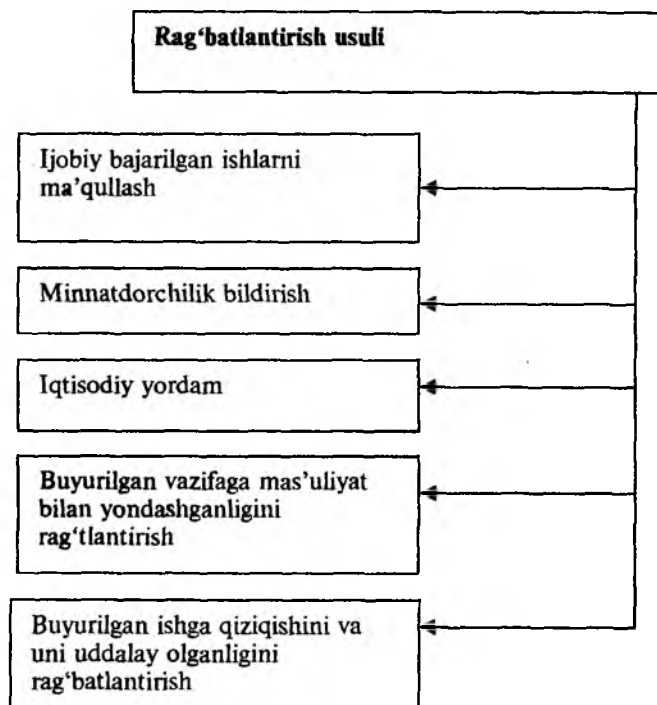 Rag‘batlantirish usuli
Ijobiy bajarilgan ishlarni
ma’qullash
Minnatdorchilik bildirish
Iqtisodiy yordam
Buyurilgan vazifaga mas’uliyat
bilan yondashganligini
rag‘tlantirish
Buyurilgan ishga qiziqishini va
uni uddalay olganligini
rag‘batlantirish